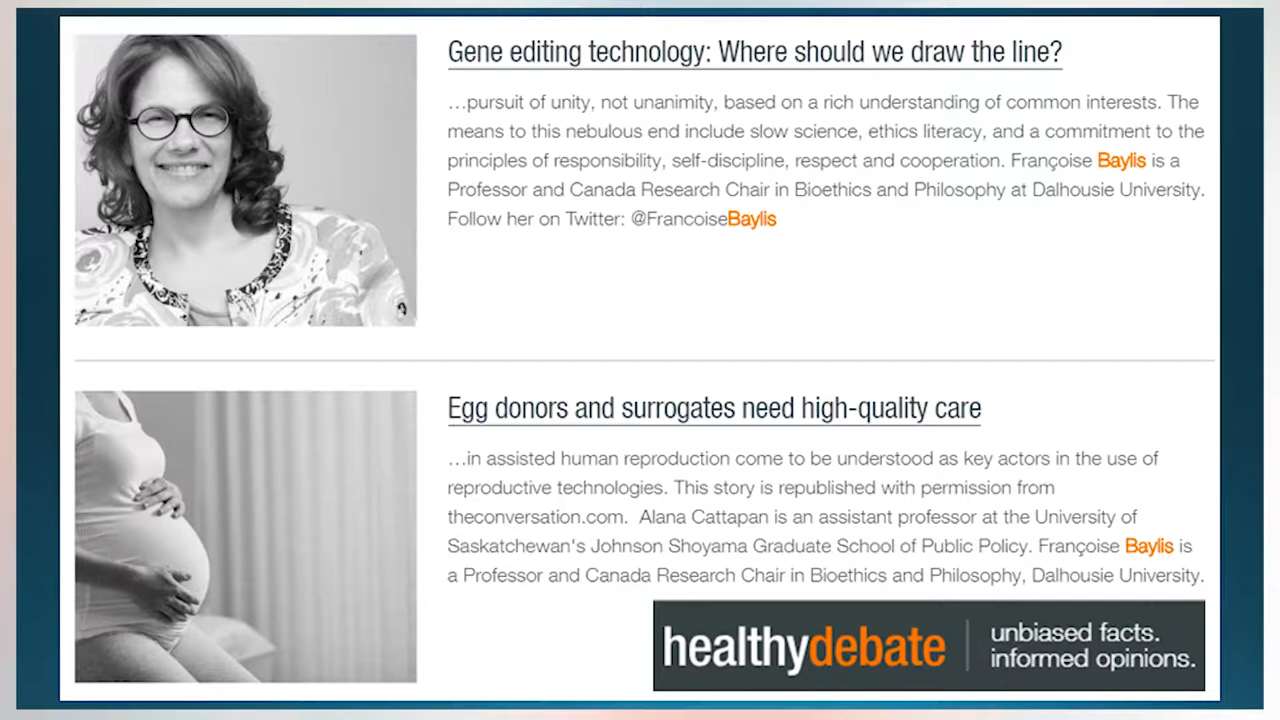 Gene editing technology: Where should we draw the line?
…pursuit of unity, not unanimity, based on a rich understanding of common interests. The
means to this nebulous end include slow science, ethics literacy, and a commitment to the
principles of responsibility, self-discipline, respect and cooperation. Françoise Baylis is a
Professor and Canada Research Chair in Bioethics and Philosophy at Dalhousie University.
Follow her on Twitter: @FrancoiseBaylis
Egg donors and surrogates need high-quality care
…in assisted human reproduction come to be understood as key actors in the use of
reproductive technologies. This story is republished with permission from
theconversation.com. Alana Cattapan is an assistant professor at the University of
Saskatchewan's Johnson Shoyama Graduate School of Public Policy. Françoise Baylis is
a Professor and Canada Research Chair in Bioethics and Philosophy, Dalhousie University.
healthydebate
unbiased facts.
informed opinions.